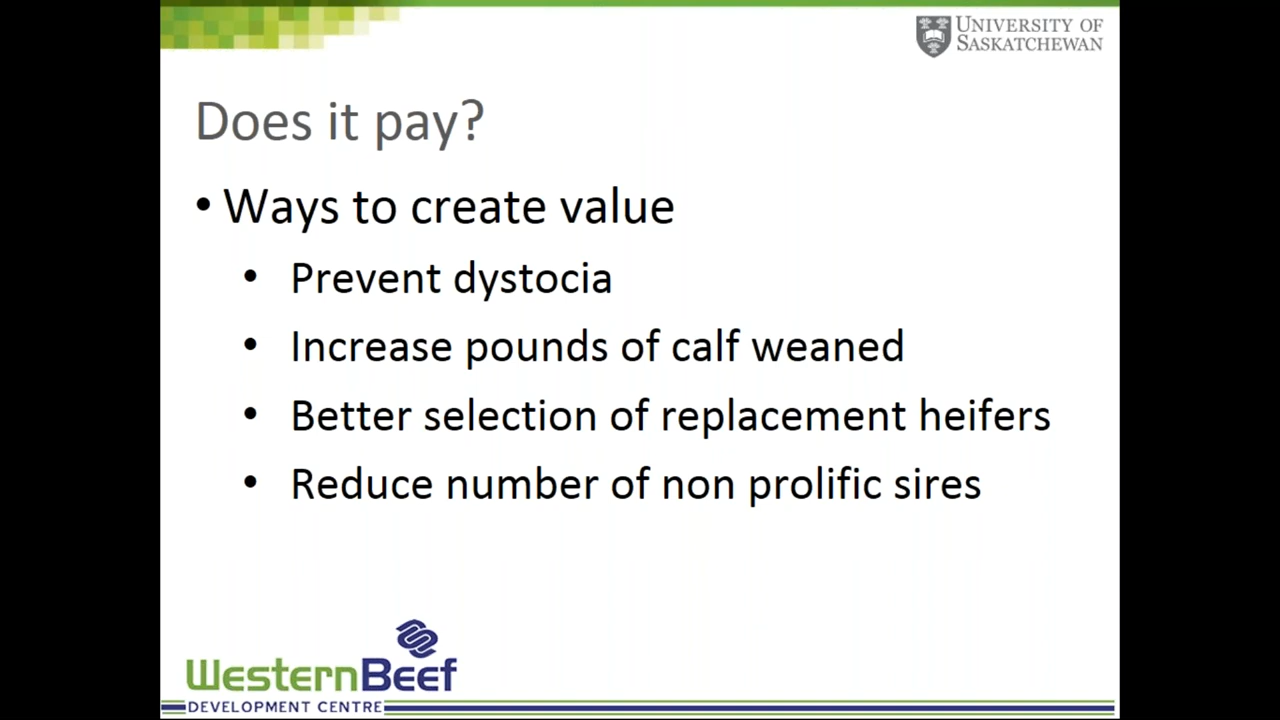 UNIVERSITY OF
SASKATCHEWAN
Does it pay?
• Ways to create value
• Prevent dystocia
• Increase pounds of calf weaned
• Better selection of replacement heifers
• Reduce number of non prolific sires
WesternBeef
DEVELOPMENT CENTRE